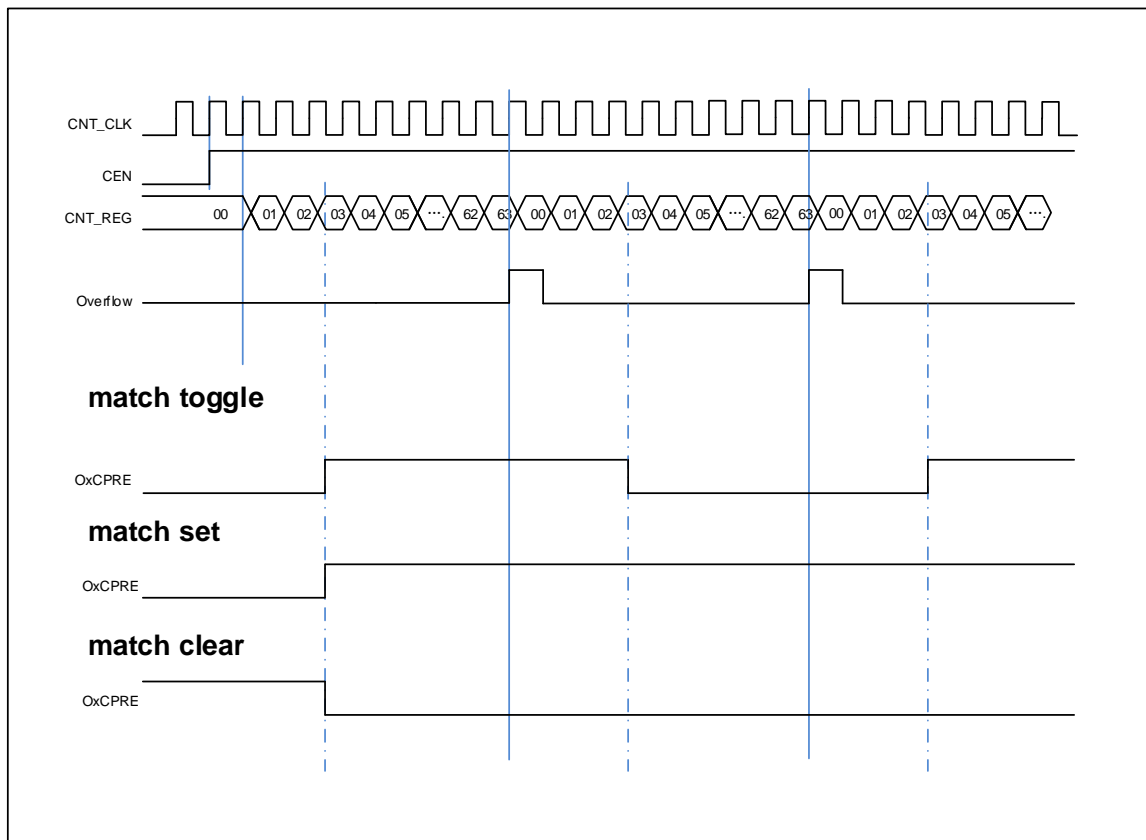 CNT_CLK
CEN
CNT_REG 00 01 02 03 04 05 ···. 62 63 00 01 02 03 04 05 ···. 62 63 00 01 02 03 04 05 ···.
Overflow
match toggle
OxCPRE
match set
OxCPRE
match clear
OxCPRE